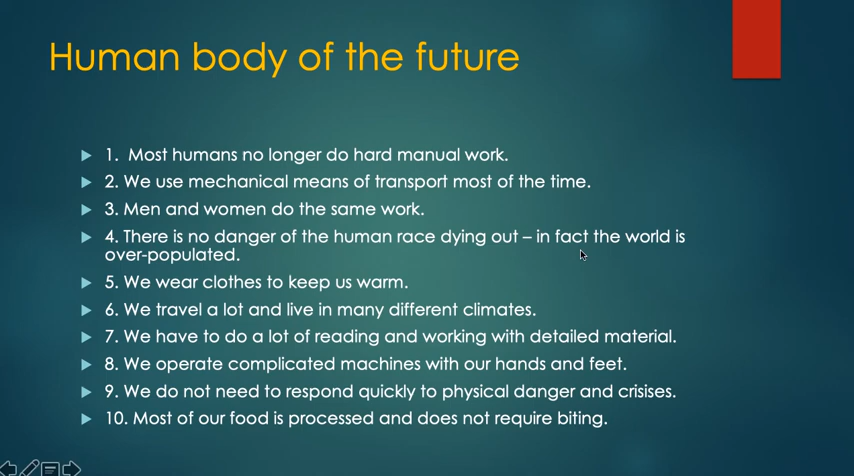 Human body of the future
1. Most humans no longer do hard manual work.
2. We use mechanical means of transport most of the time.
3. Men and women do the same work.
4. There is no danger of the human race dying out – in fact the world is
over-populated.
5. We wear clothes to keep us warm.
6. We travel a lot and live in many different climates.
7. We have to do a lot of reading and working with detailed material.
8. We operate complicated machines with our hands and feet.
9. We do not need to respond quickly to physical danger and crisises.
10. Most of our food is processed and does not require biting.